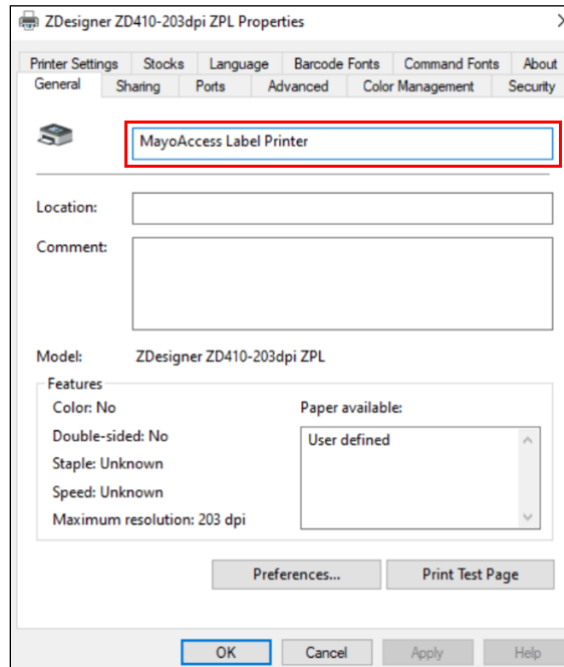 ZDesigner ZD410-203dpi ZPL Properties
Printer Settings Stocks Language Barcode Fonts Command Fonts About
General Sharing Ports Advanced Color Management Security
MayoAccess Label Printer
Location:
Comment:
Model: ZDesigner ZD410-203dpi ZPL
Features
Color: No Paper available:
Double-sided: No User defined
Staple: Unknown
Speed: Unknown
Maximum resolution: 203 dpi
Preferences... Print Test Page
OK Cancel Apply Help